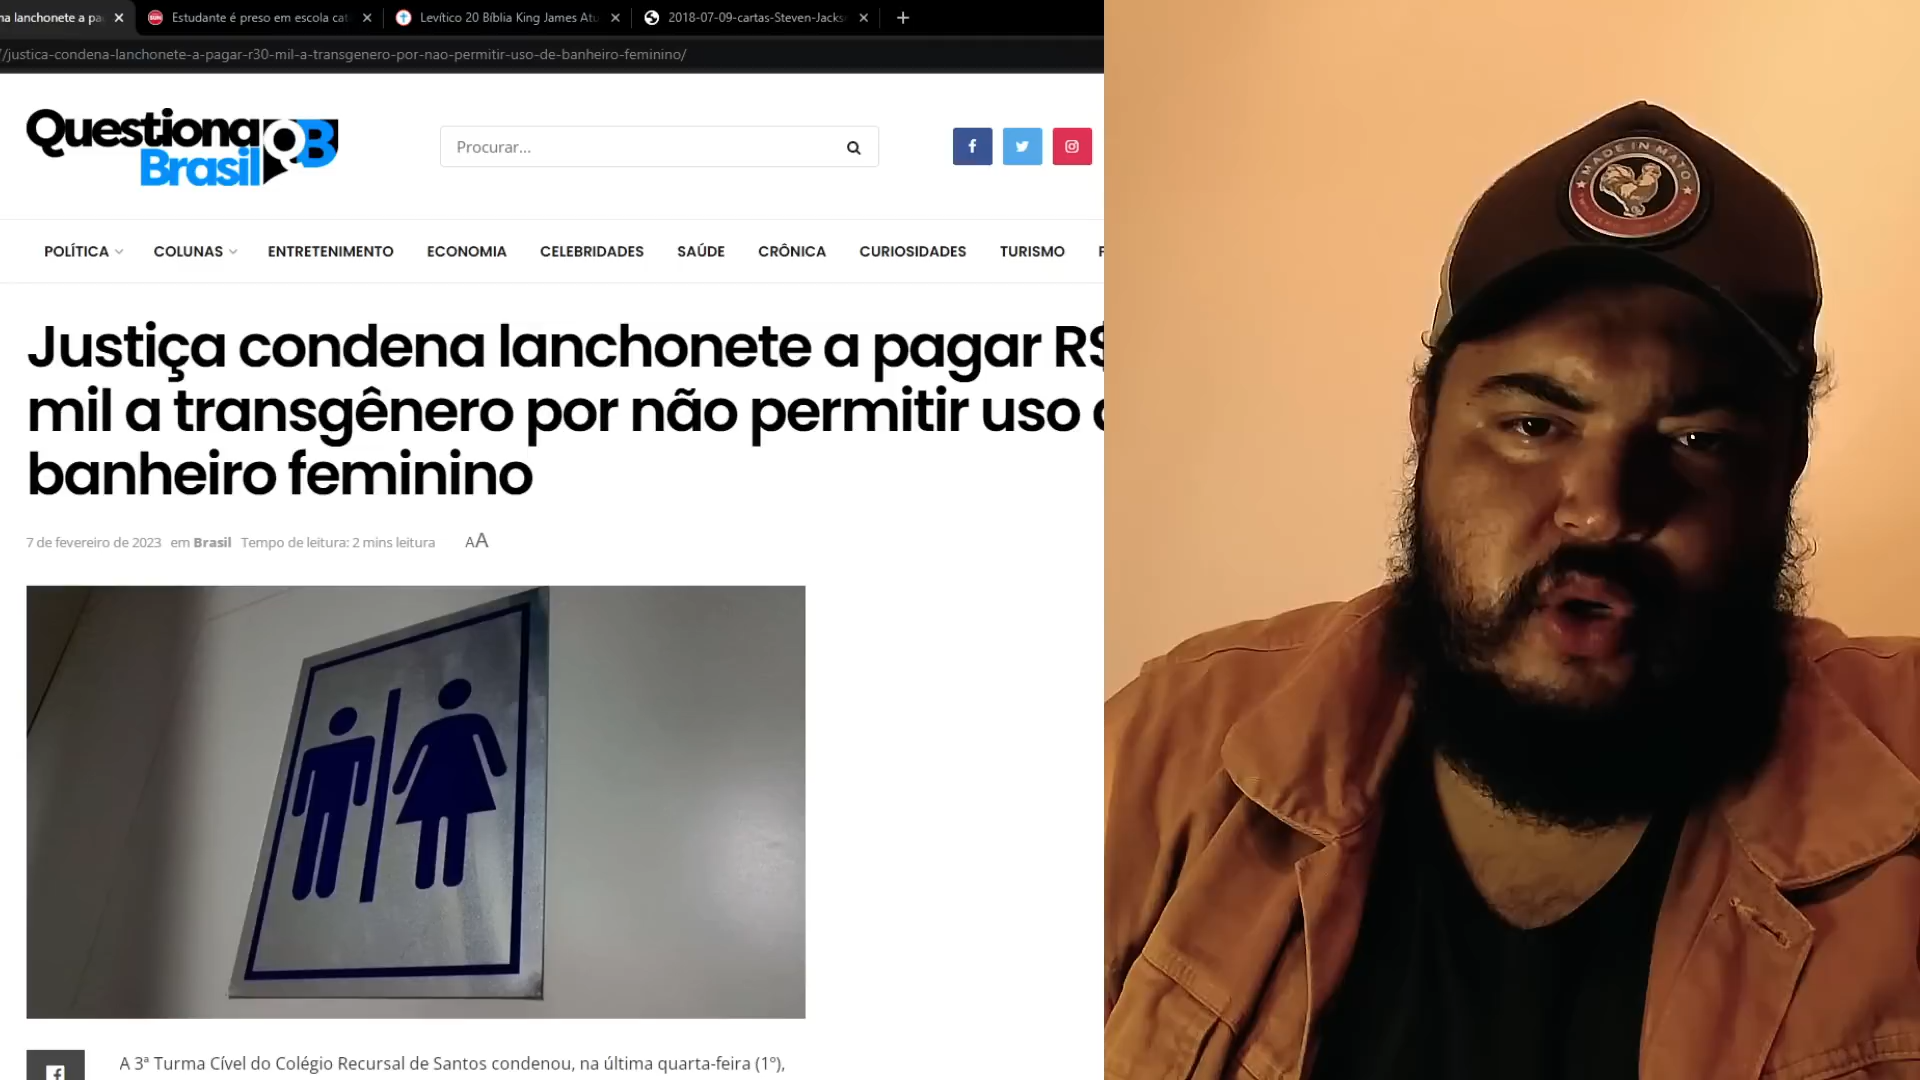 na lanchonete a pa
Estudante é preso em escola cat
Levítico 20 Bíblia King James Atu
2018-07-09-cartas-Steven-Jacks
/justica-condena-lanchonete-a-pagar-r30-mil-a-transgenero-por-nao-permitir-uso-de-banheiro-feminino/
Questiona
Brasil QB
Procurar...
POLÍTICA COLUNAS ENTRETENIMENTO ECONOMIA CELEBRIDADES SAÚDE CRÔNICA CURIOSIDADES TURISMO
Justiça condena lanchonete a pagar R$
mil a transgênero por não permitir uso
banheiro feminino
7 de fevereiro de 2023 em Brasil Tempo de leitura: 2 mins leitura AA
A 3ª Turma Cível do Colégio Recursal de Santos condenou, na última quarta-feira (1º),
MADE IN MATO